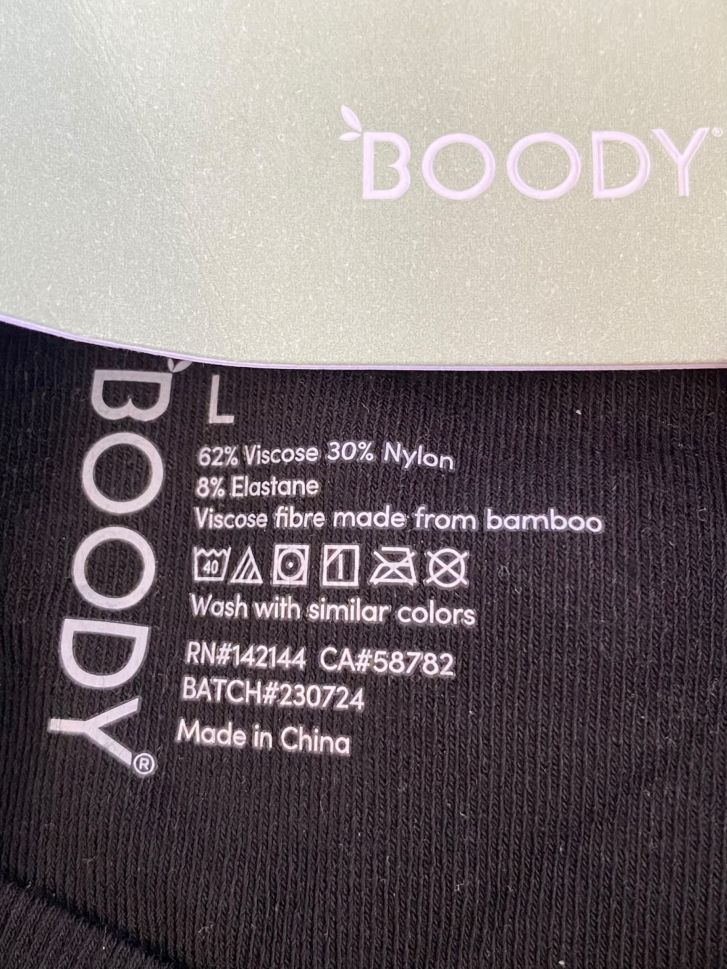 BOODY®
BOODY®
L
62% Viscose 30% Nylon
8% Elastane
Viscose fibre made from bamboo
40
Wash with similar colors
RN#142144 CA#58782
BATCH#230724
Made in China